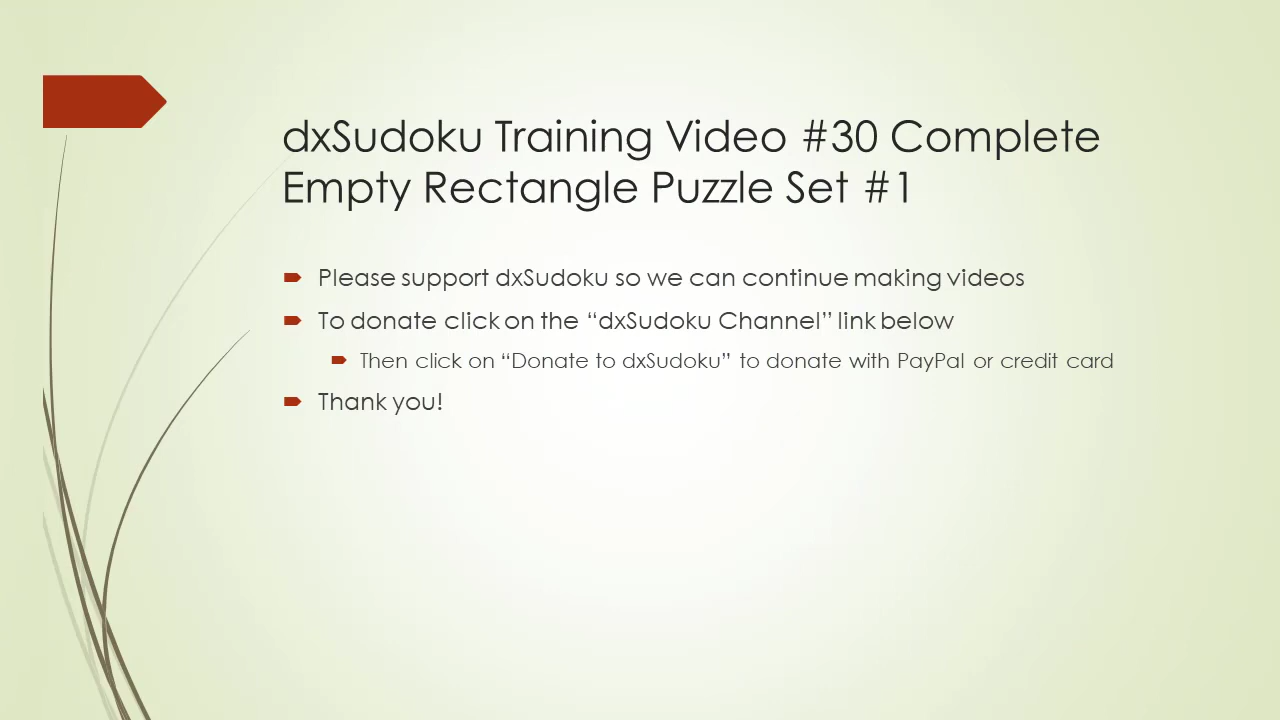 dxSudoku Training Video #30 Complete
Empty Rectangle Puzzle Set #1
Please support dxSudoku so we can continue making videos
To donate click on the “dxSudoku Channel” link below
Then click on “Donate to dxSudoku” to donate with PayPal or credit card
Thank you!